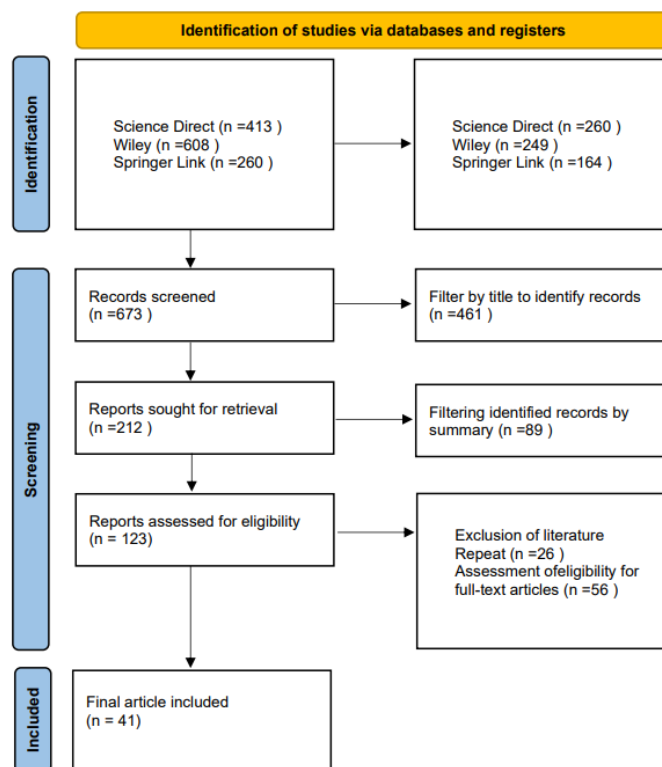 Identification of studies via databases and registers
Identification
Science Direct (n =413 )
Wiley (n =608 )
Springer Link (n =260 )
Science Direct (n =260 )
Wiley (n =249 )
Springer Link (n =164 )
Screening
Records screened
(n =673 )
Filter by title to identify records
(n =461 )
Reports sought for retrieval
(n =212 )
Filtering identified records by
summary (n =89 )
Reports assessed for eligibility
(n = 123)
Exclusion of literature
Repeat (n =26 )
Assessment ofeligibility for
full-text articles (n =56 )
Included
Final article included
(n = 41)